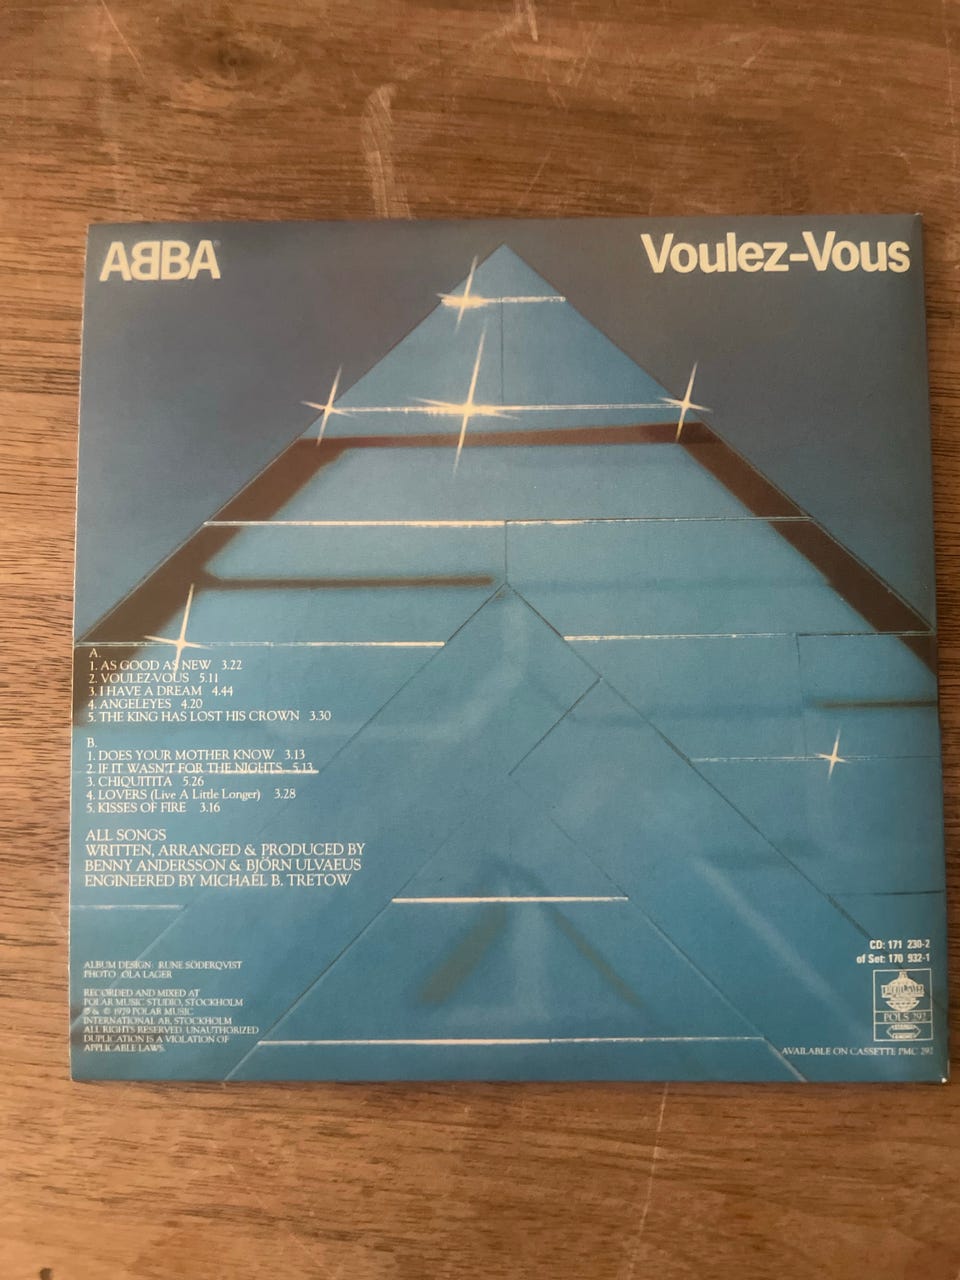 ABBA
Voulez-Vous
A.
1. AS GOOD AS NEW 3.22
2. VOULEZ-VOUS 5.11
3. I HAVE A DREAM 4.44
4. ANGELEYES 4.20
5. THE KING HAS LOST HIS CROWN 3.30
B.
1. DOES YOUR MOTHER KNOW 3.13
2. IF IT WASN'T FOR THE NIGHTS 5.13
3. CHIQUITITA 5.26
4. LOVERS (Live A Little Longer) 3.28
5. KISSES OF FIRE 3.16
ALL SONGS
WRITTEN, ARRANGED & PRODUCED BY
BENNY ANDERSSON & BJÖRN ULVAEUS
ENGINEERED BY MICHAEL B. TRETOW
ALBUM DESIGN: RUNE SÖDERQVIST
PHOTO: OLA LAGER
RECORDED AND MIXED AT
POLAR MUSIC STUDIO, STOCKHOLM
℗ & © 1979 POLAR MUSIC
INTERNATIONAL AB, STOCKHOLM
ALL RIGHTS RESERVED. UNAUTHORIZED
DUPLICATION IS A VIOLATION OF
APPLICABLE LAWS.
CD: 171 230-2
of Set: 170 932-1
POLAR
POLS 292
AVAILABLE ON CASSETTE PMC 292